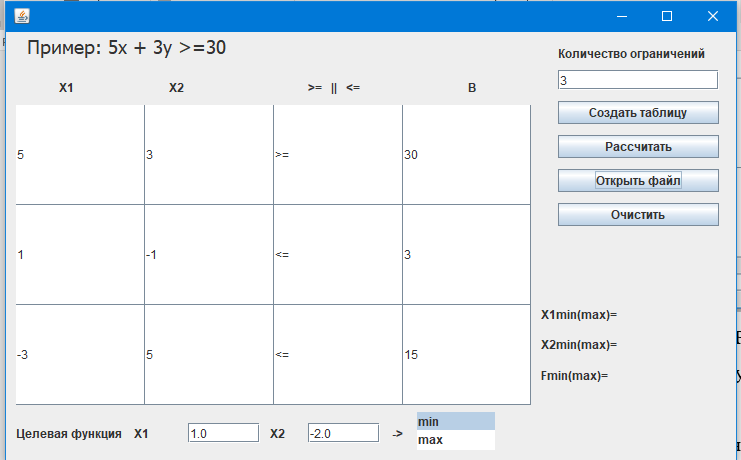 Пример: 5x + 3y >=30
Количество ограничений
3
X1 X2 >= || <= B
Создать таблицу
Рассчитать
Открыть файл
Очистить
5 3 >= 30
1 -1 <= 3
-3 5 <= 15
X1min(max)=
X2min(max)=
Fmin(max)=
Целевая функция X1 1.0 X2 -2.0 -> min
max